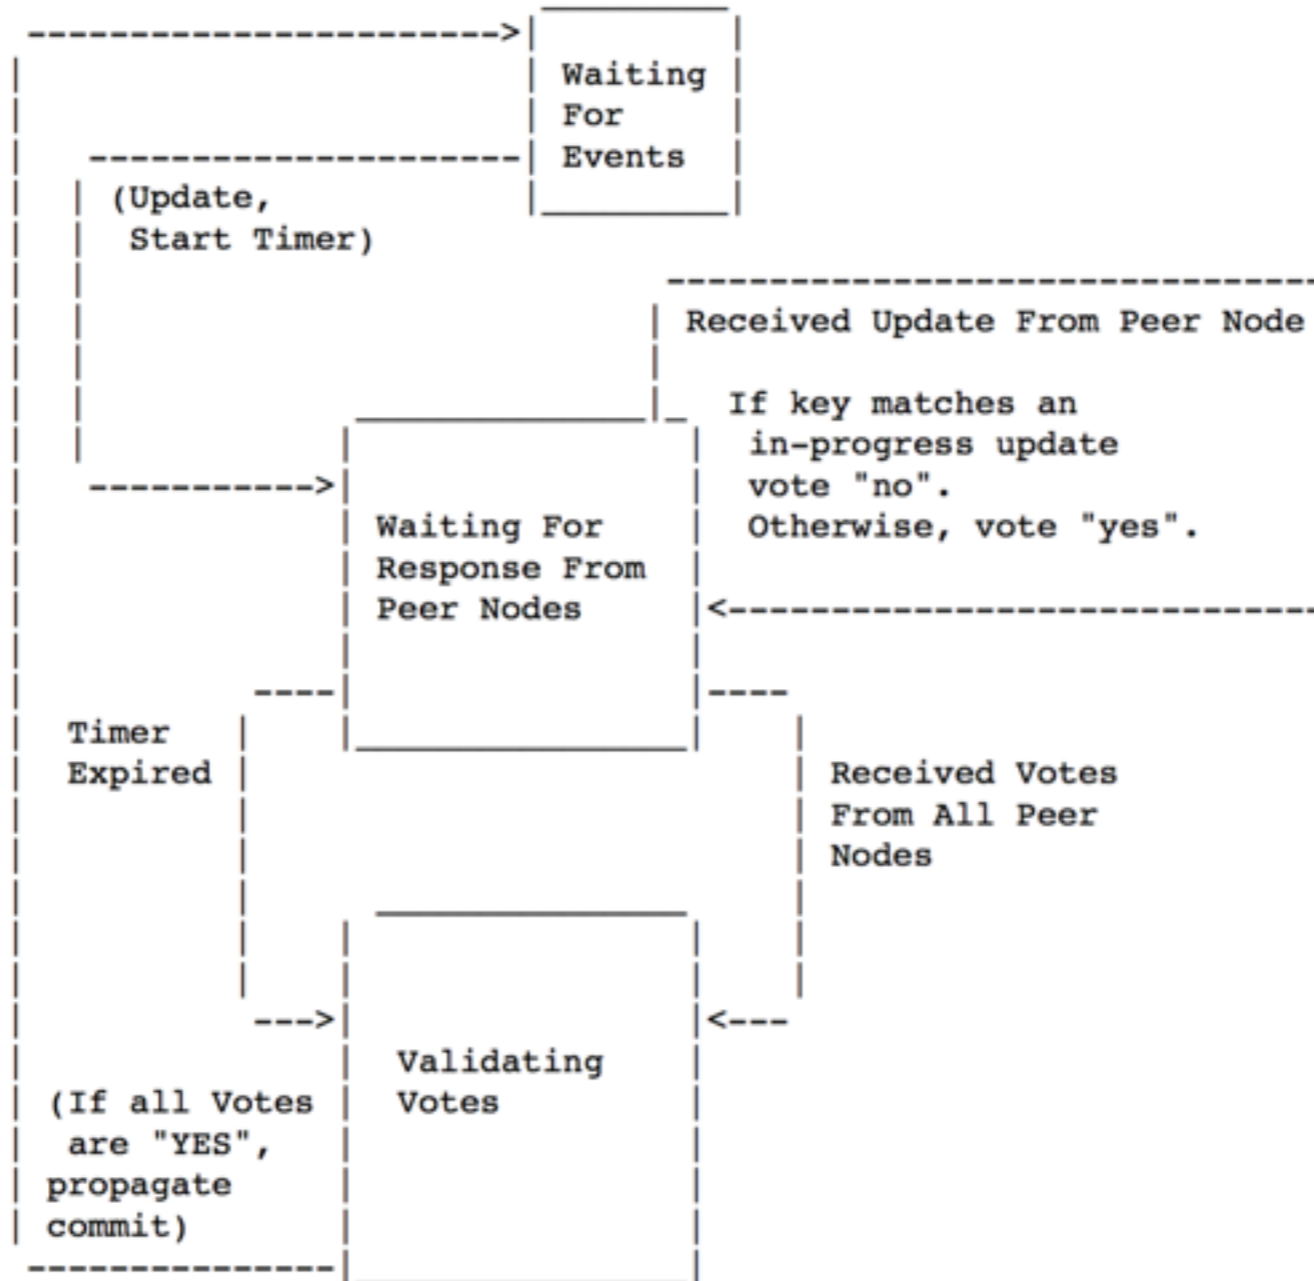 Waiting
For
Events
(Update,
Start Timer)
Received Update From Peer Node
If key matches an
in-progress update
vote "no".
Otherwise, vote "yes".
Waiting For
Response From
Peer Nodes
Timer
Expired
Received Votes
From All Peer
Nodes
Validating
Votes
(If all Votes
are "YES",
propagate
commit)